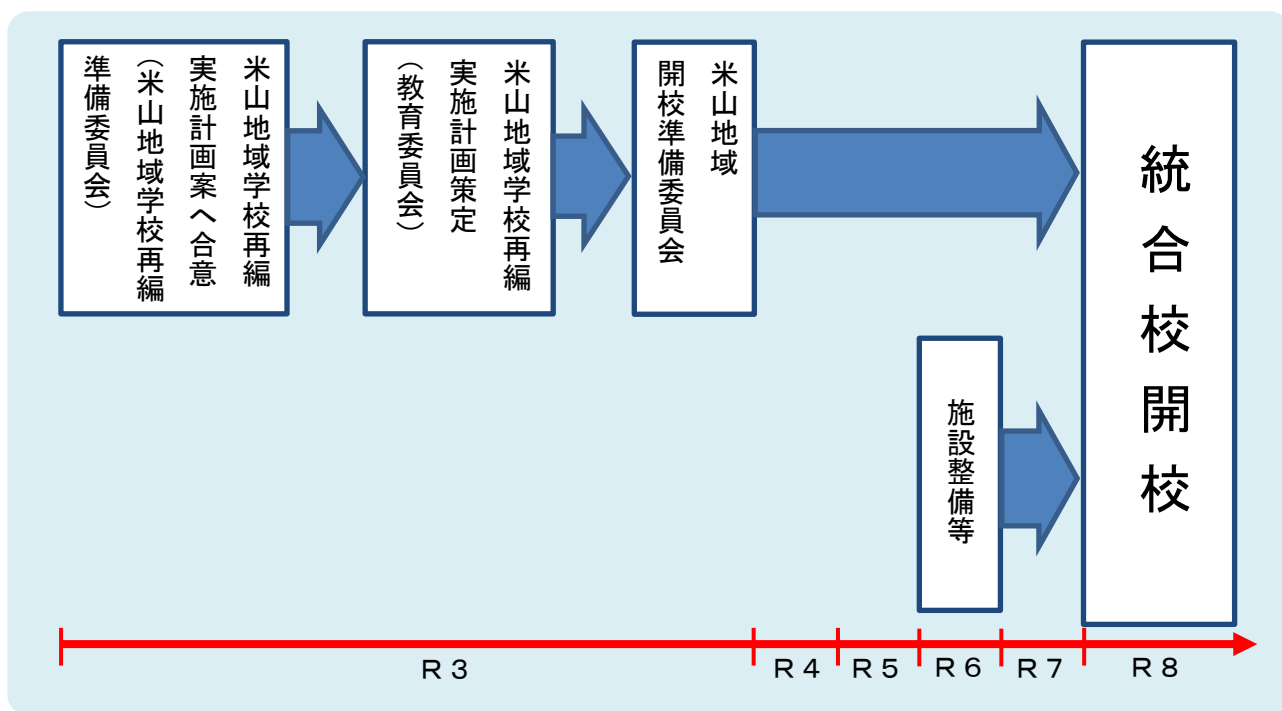 米山地域学校再編
実施計画案へ合意
（米山地域学校再編
準備委員会）
米山地域学校再編
実施計画策定
（教育委員会）
米山地域
開校準備委員会
統合校開校
施設整備等
Ｒ３
Ｒ４
Ｒ５
Ｒ６
Ｒ７
Ｒ８